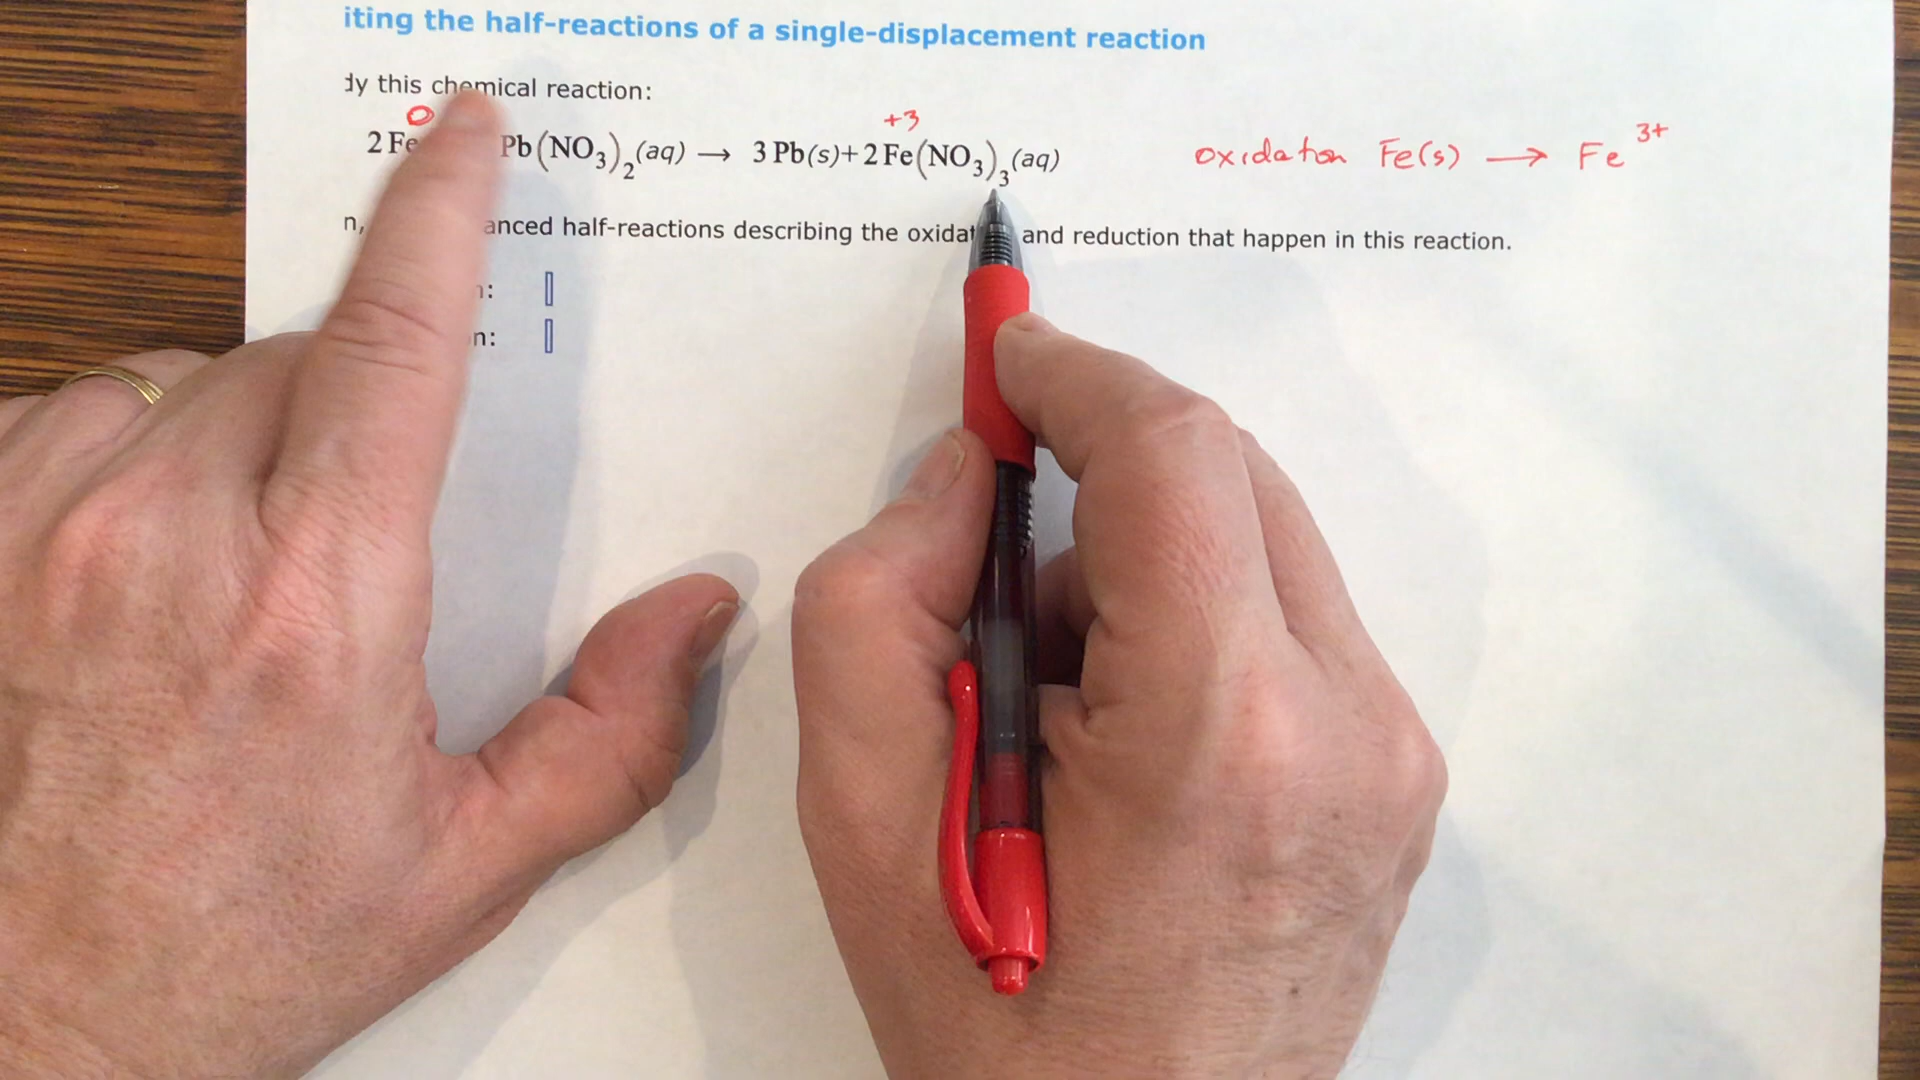 iting the half-reactions of a single-displacement reaction
dy this chemical reaction:
0 +3
2 Fe Pb(NO₃)₂(aq) → 3 Pb(s)+2 Fe(NO₃)₃(aq) oxidation Fe(s) → Fe³⁺
n, anced half-reactions describing the oxidat and reduction that happen in this reaction.
n:
n: